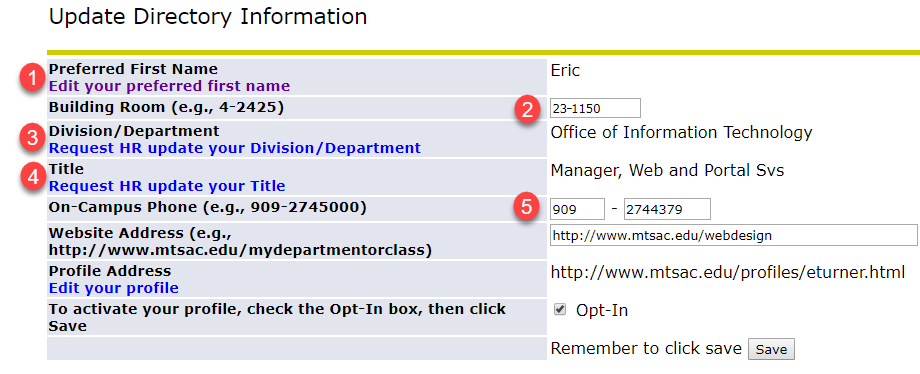 Update Directory Information
1 Preferred First Name Eric
Edit your preferred first name
Building Room (e.g., 4-2425) 2 23-1150
3 Division/Department Office of Information Technology
Request HR update your Division/Department
4 Title Manager, Web and Portal Svs
Request HR update your Title
On-Campus Phone (e.g., 909-2745000) 5 909 - 2744379
Website Address (e.g., http://www.mtsac.edu/webdesign
http://www.mtsac.edu/mydepartmentorclass)
Profile Address http://www.mtsac.edu/profiles/eturner.html
Edit your profile
To activate your profile, check the Opt-In box, then click Opt-In
Save
Remember to click save Save